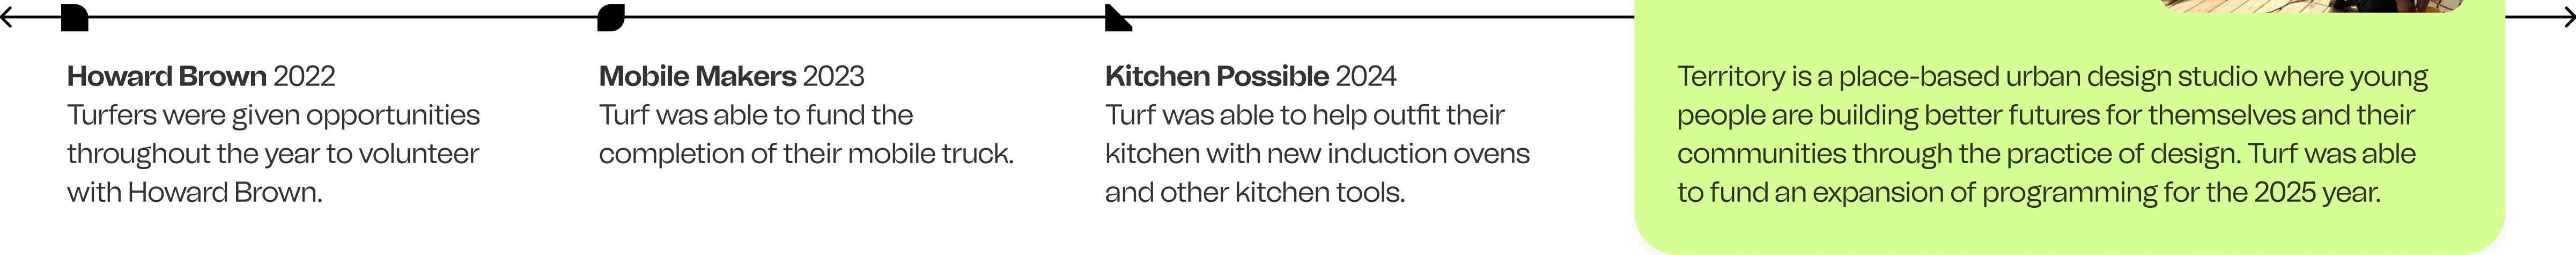 Howard Brown 2022
Turfers were given opportunities
throughout the year to volunteer
with Howard Brown.
Mobile Makers 2023
Turf was able to fund the
completion of their mobile truck.
Kitchen Possible 2024
Turf was able to help outfit their
kitchen with new induction ovens
and other kitchen tools.
Territory is a place-based urban design studio where young
people are building better futures for themselves and their
communities through the practice of design. Turf was able
to fund an expansion of programming for the 2025 year.